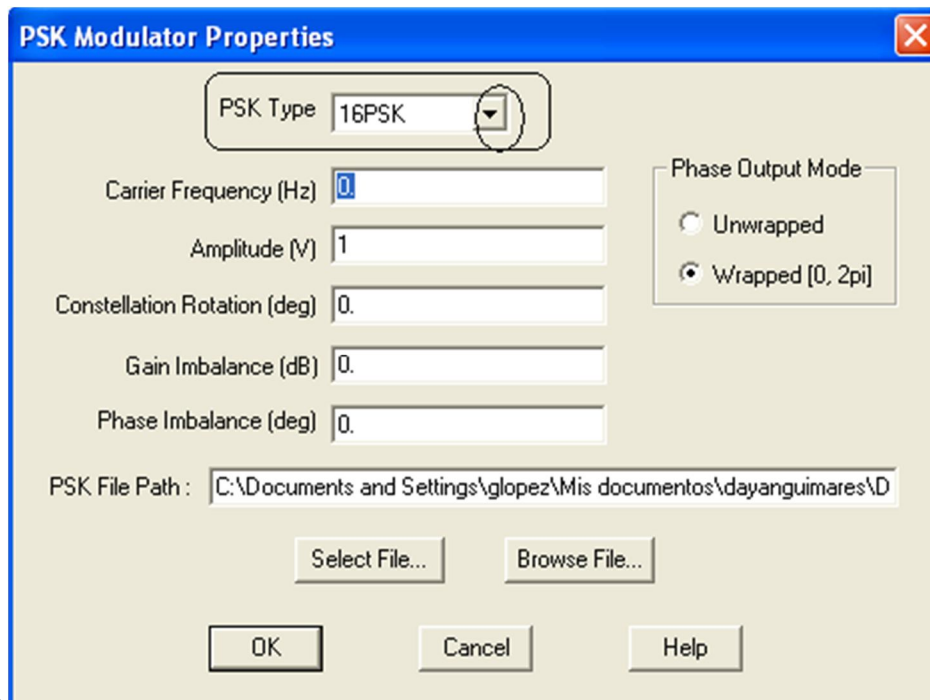 PSK Modulator Properties
PSK Type 16PSK
Carrier Frequency (Hz) 0.
Amplitude (V) 1
Constellation Rotation (deg) 0.
Gain Imbalance (dB) 0.
Phase Imbalance (deg) 0.
Phase Output Mode
Unwrapped
Wrapped [0, 2pi]
PSK File Path : C:\Documents and Settings\glopez\Mis documentos\dayanguimares\D
Select File... Browse File...
OK Cancel Help